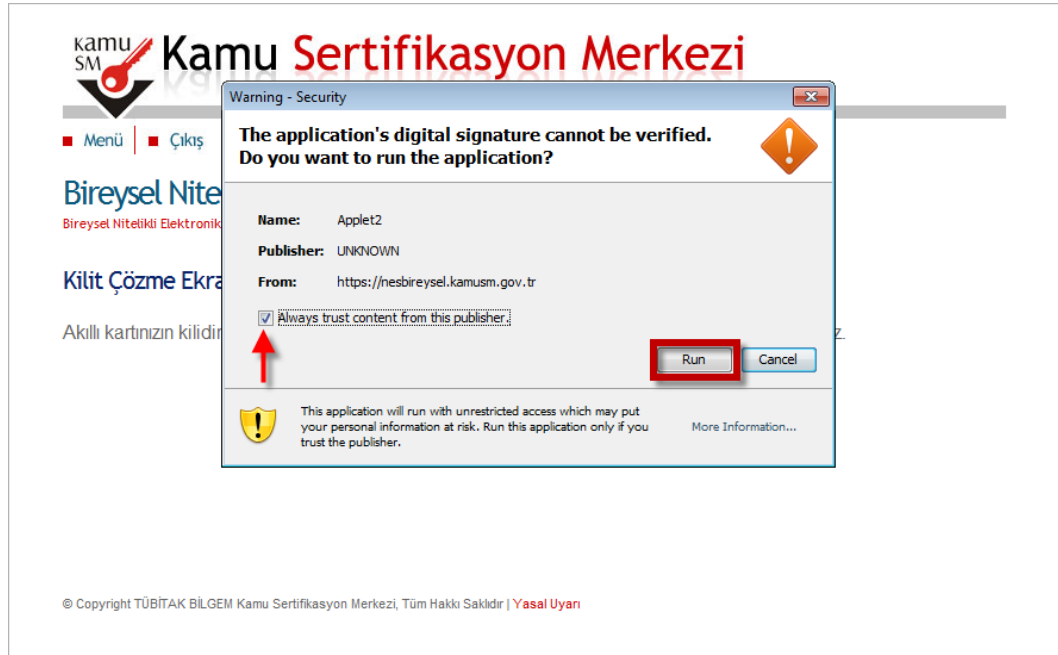 Kamu
SM
Kamu Sertifikasyon Merkezi
Menü
Çıkış
Warning - Security
The application's digital signature cannot be verified.
Do you want to run the application?
Bireysel Nite
Bireysel Nitelikli Elektronik
Name: Applet2
Publisher: UNKNOWN
Kilit Çözme Ekra
From: https://nesbireysel.kamusm.gov.tr
Always trust content from this publisher.
Akıllı kartınızın kilidir
z.
Run
Cancel
This application will run with unrestricted access which may put
your personal information at risk. Run this application only if you
trust the publisher.
More Information...
© Copyright TÜBİTAK BİLGEM Kamu Sertifikasyon Merkezi, Tüm Hakkı Saklıdır | Yasal Uyarı